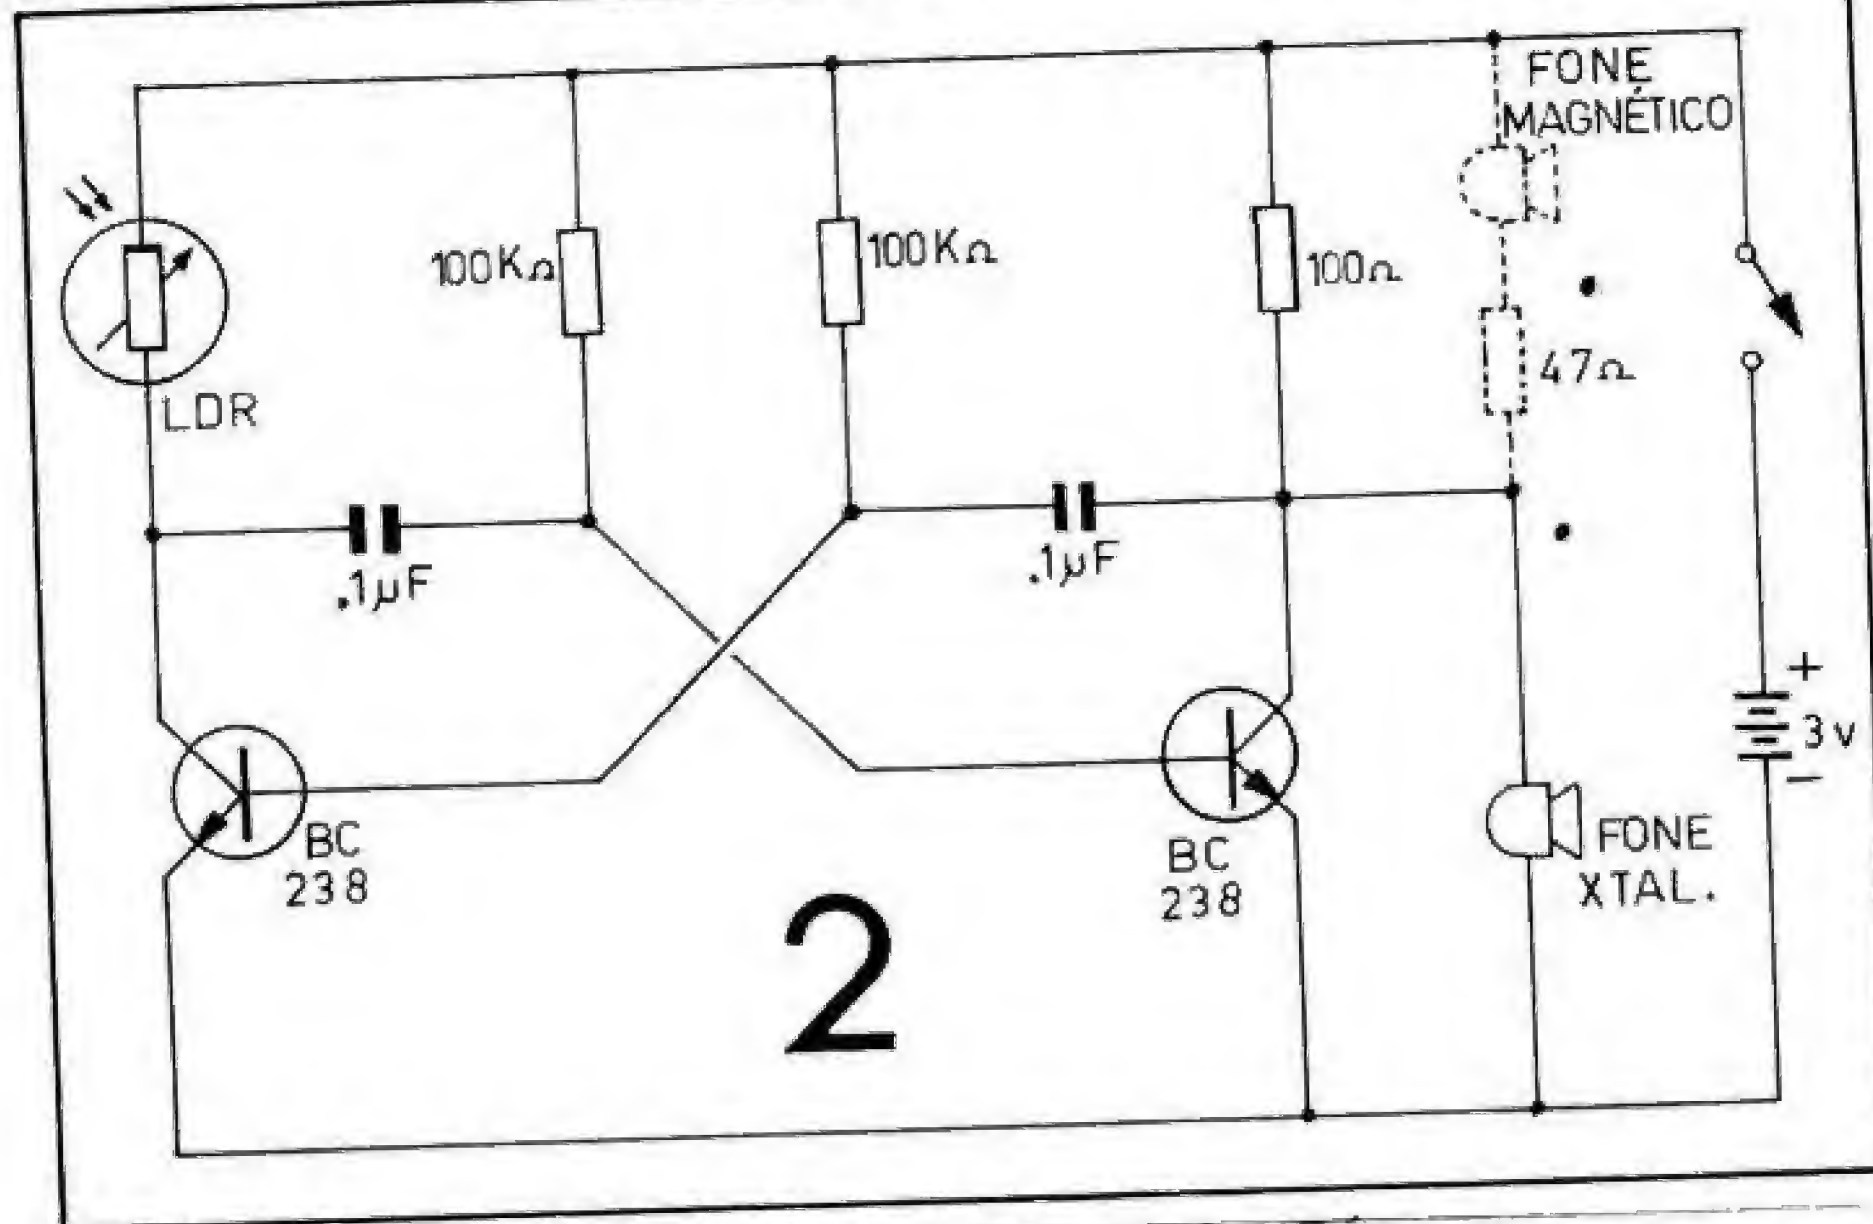 FONE
MAGNÉTICO
100KΩ
100KΩ
100Ω
47Ω
LDR
.1µF
.1µF
+
3v
−
BC
238
BC
238
FONE
XTAL.
2